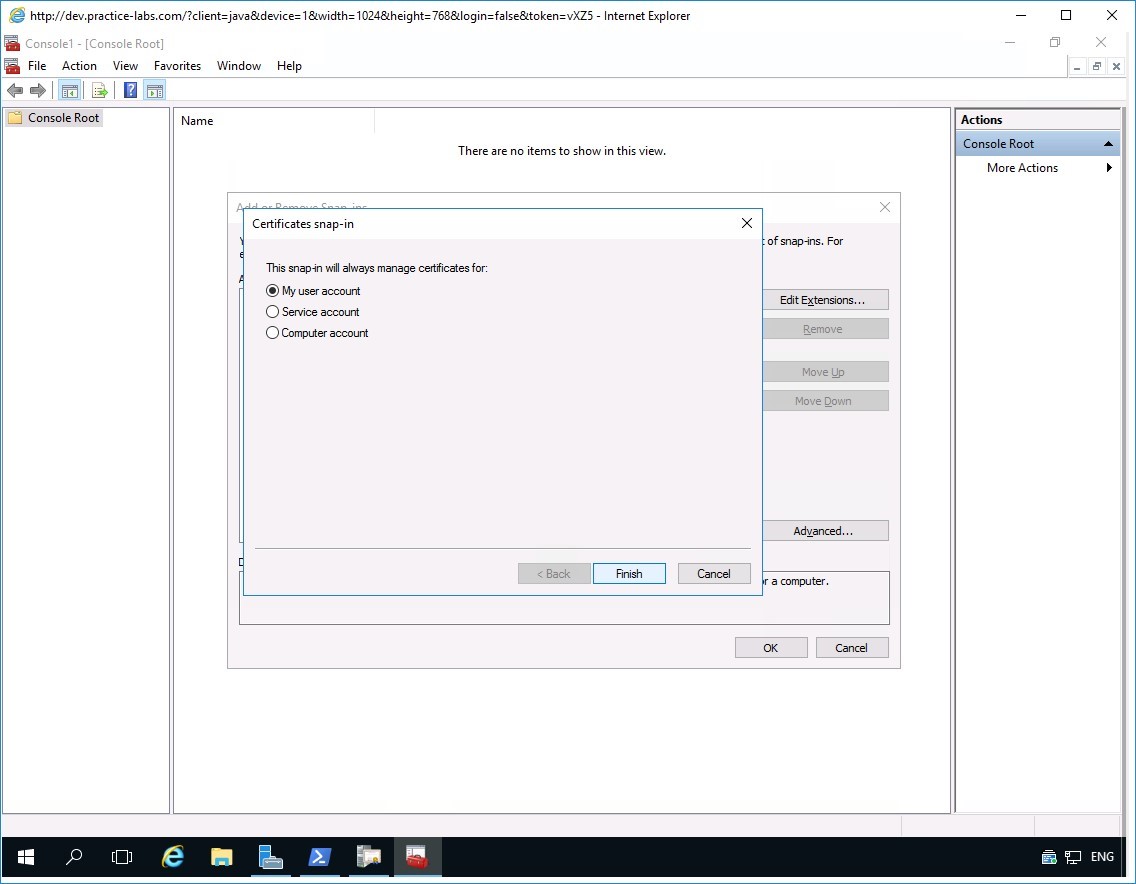 http://dev.practice-labs.com/?client=java&device=1&width=1024&height=768&login=false&token=vXZ5 - Internet Explorer
Console1 - [Console Root]
File Action View Favorites Window Help
Console Root
Name
There are no items to show in this view.
Actions
Console Root
More Actions
Add or Remove Snap-ins
t of snap-ins. For
Certificates snap-in
This snap-in will always manage certificates for:
My user account
Service account
Computer account
< Back Finish Cancel
Edit Extensions...
Remove
Move Up
Move Down
Advanced...
or a computer.
OK Cancel
ENG